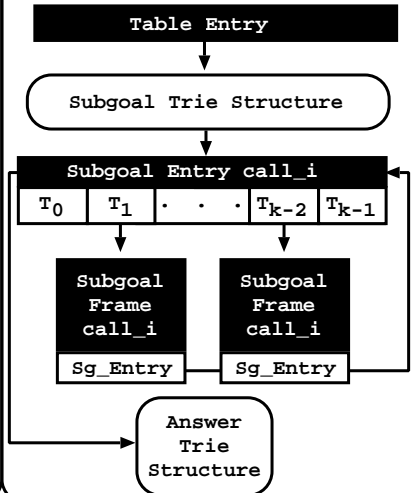 Table Entry
Subgoal Trie Structure
Subgoal Entry call_i
T0 T1 . . . Tk-2 Tk-1
Subgoal Subgoal
Frame Frame
call_i call_i
Sg_Entry Sg_Entry
Answer
Trie
Structure